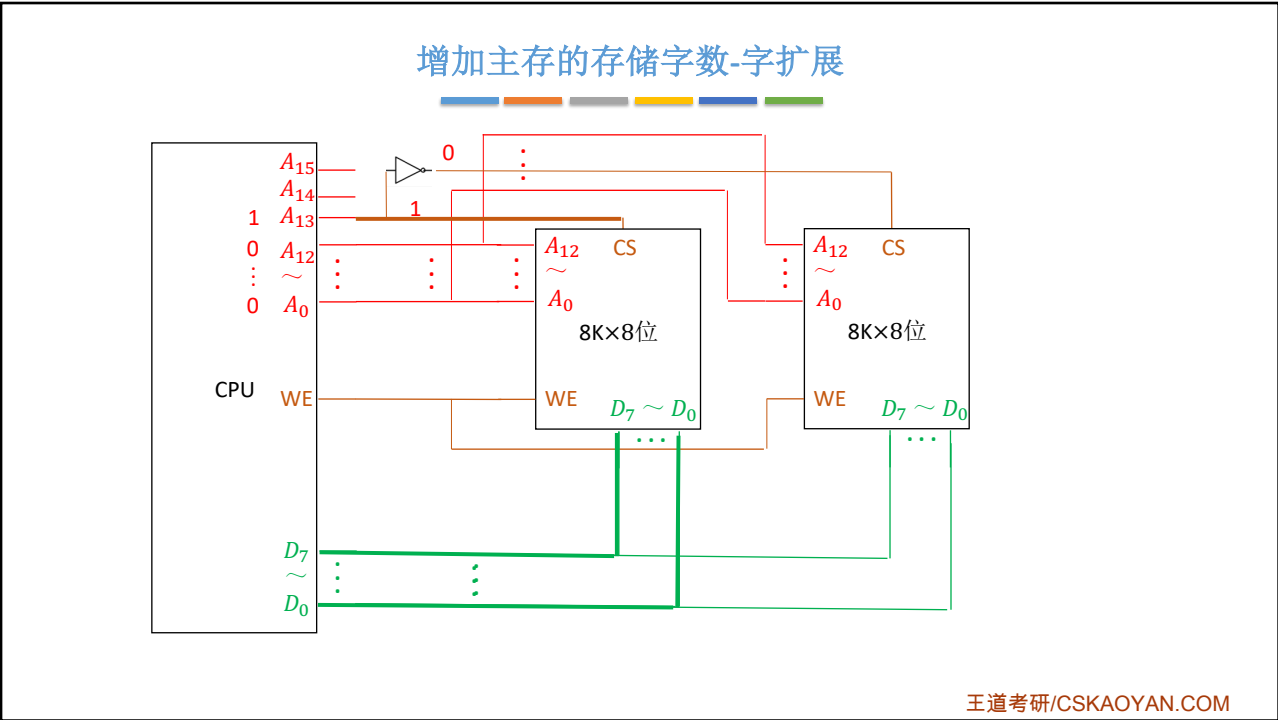 增加主存的存储字数-字扩展
A₁₅
0
A₁₄
1 A₁₃
1
0 A₁₂
⋮ ~
0 A₀
CPU
WE
D₇
~
D₀
A₁₂ CS
~
A₀
8K×8位
WE
D₇ ~ D₀
A₁₂ CS
~
A₀
8K×8位
WE
D₇ ~ D₀
王道考研/CSKAOYAN.COM